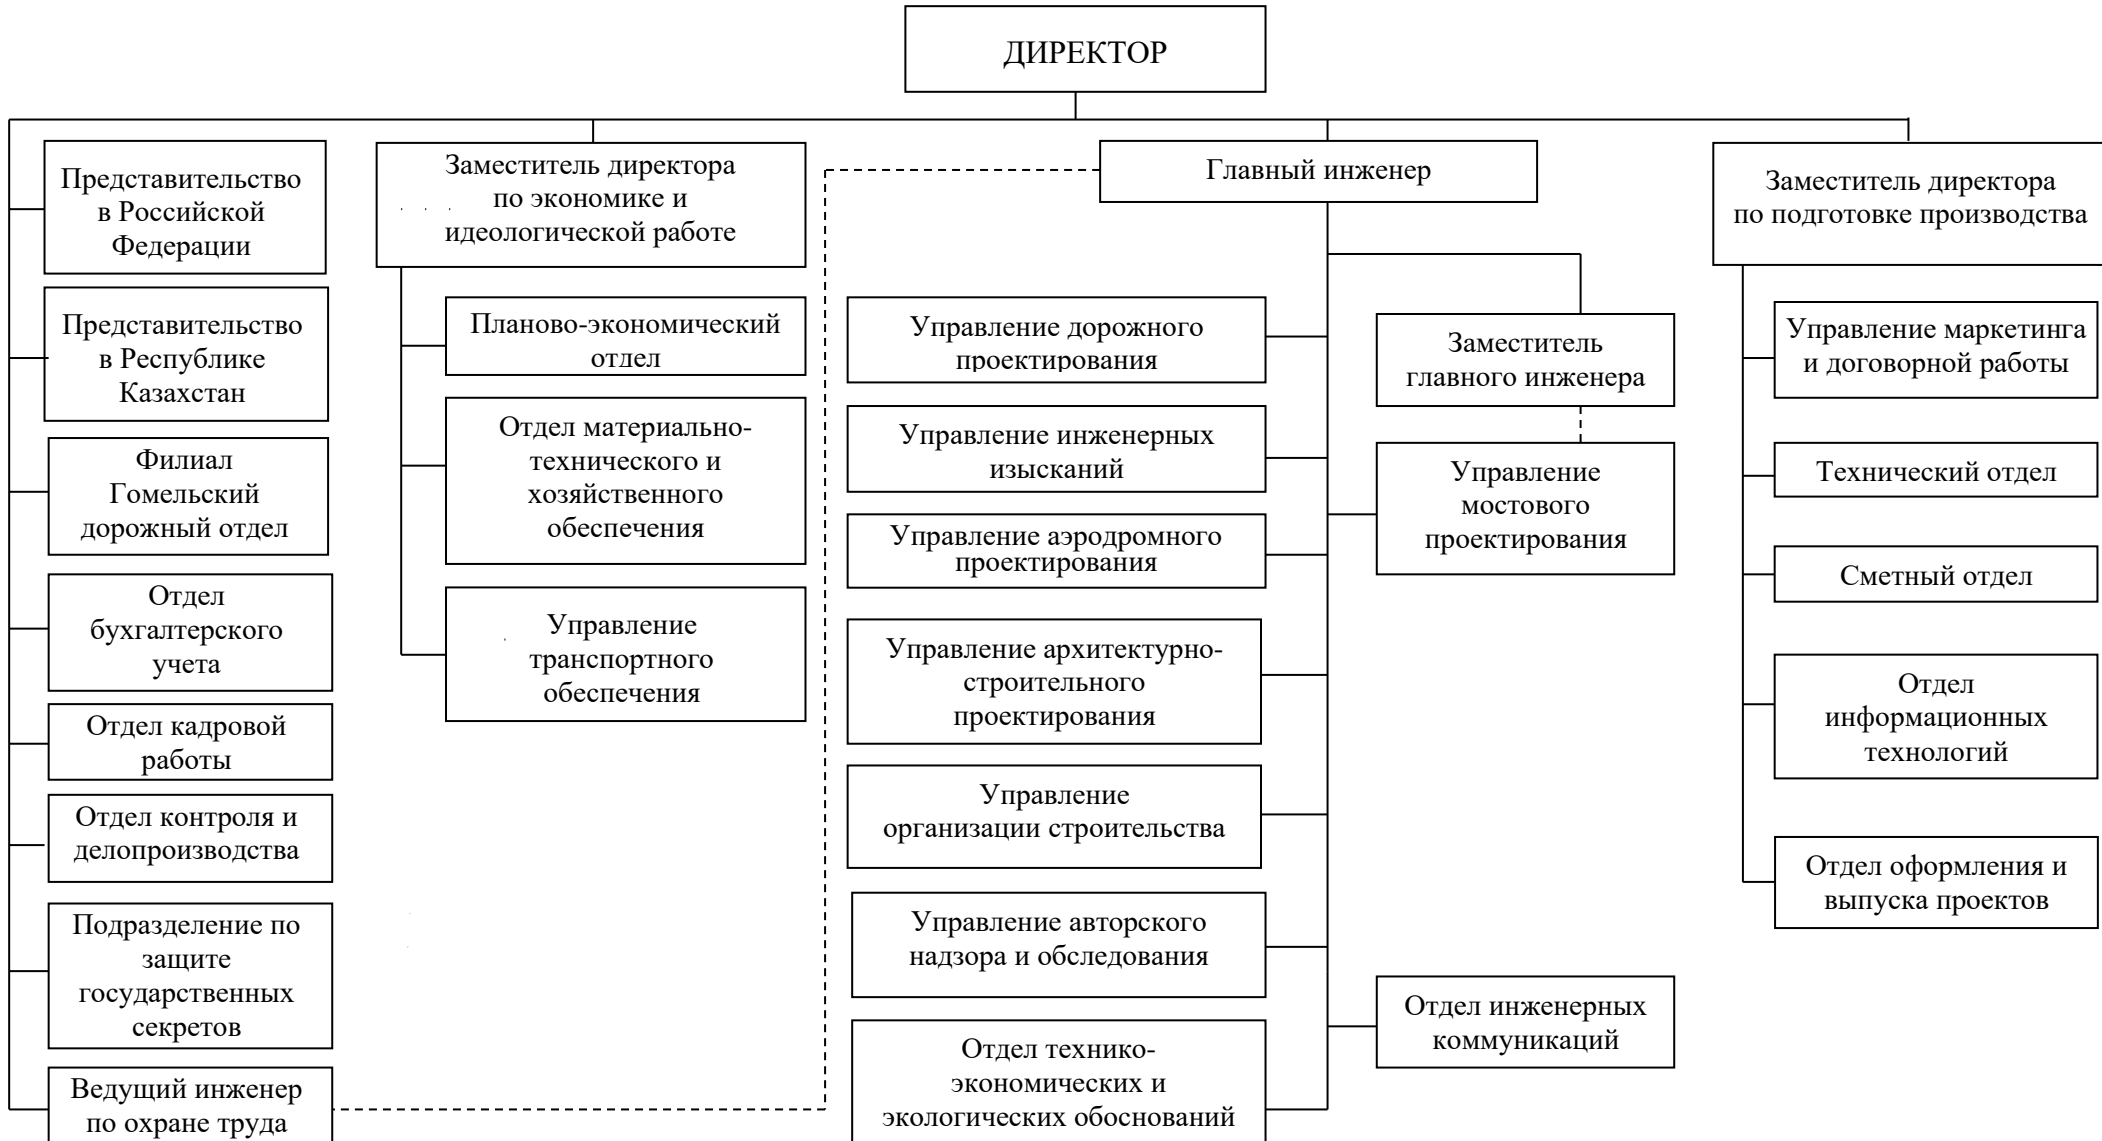 ДИРЕКТОР
Представительство
в Российской
Федерации
Представительство
в Республике
Казахстан
Филиал
Гомельский
дорожный отдел
Отдел
бухгалтерского
учета
Отдел кадровой
работы
Отдел контроля и
делопроизводства
Подразделение по
защите
государственных
секретов
Ведущий инженер
по охране труда
Заместитель директора
по экономике и
идеологической работе
Планово-экономический
отдел
Отдел материально-
технического и
хозяйственного
обеспечения
Управление
транспортного
обеспечения
Главный инженер
Управление дорожного
проектирования
Управление инженерных
изысканий
Управление аэродромного
проектирования
Управление архитектурно-
строительного
проектирования
Управление
организации строительства
Управление авторского
надзора и обследования
Отдел технико-
экономических и
экологических обоснований
Заместитель
главного инженера
Управление
мостового
проектирования
Отдел инженерных
коммуникаций
Заместитель директора
по подготовке производства
Управление маркетинга
и договорной работы
Технический отдел
Сметный отдел
Отдел
информационных
технологий
Отдел оформления и
выпуска проектов